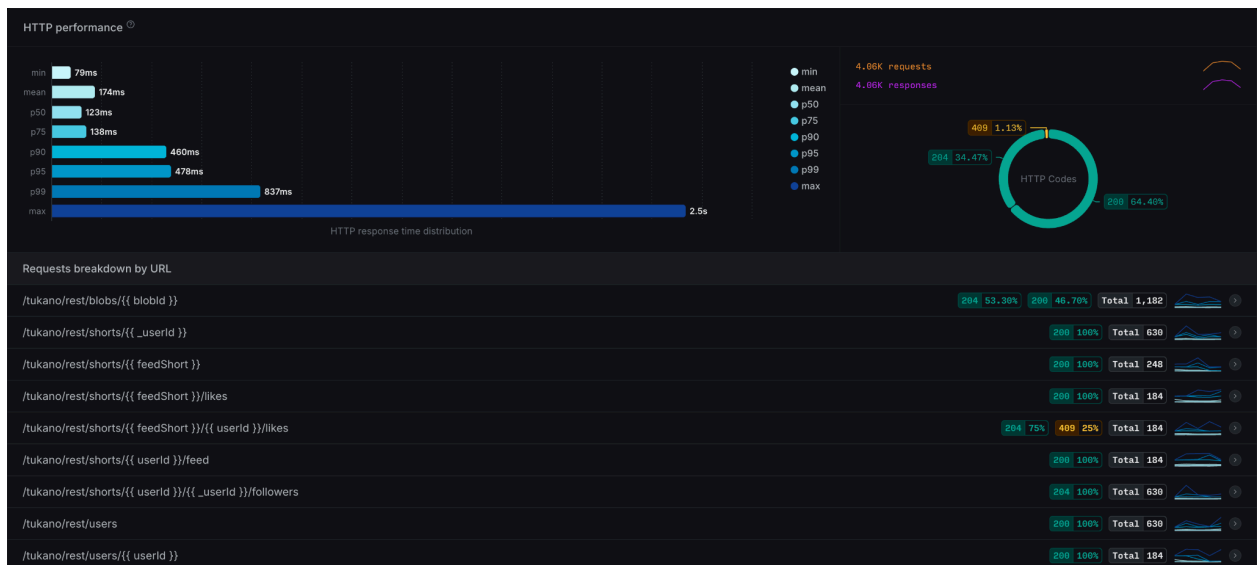 HTTP performance ?
min 79ms
mean 174ms
p50 123ms
p75 138ms
p90 460ms
p95 478ms
p99 837ms
max 2.5s
HTTP response time distribution
min
mean
p50
p75
p90
p95
p99
max
4.06K requests
4.06K responses
409 1.13%
204 34.47%
HTTP Codes
200 64.40%
Requests breakdown by URL
/tukano/rest/blobs/{{ blobId }} 204 53.30% 200 46.70% Total 1,182
/tukano/rest/shorts/{{ _userId }} 200 100% Total 630
/tukano/rest/shorts/{{ feedShort }} 200 100% Total 248
/tukano/rest/shorts/{{ feedShort }}/likes 200 100% Total 184
/tukano/rest/shorts/{{ feedShort }}/{{ userId }}/likes 204 75% 409 25% Total 184
/tukano/rest/shorts/{{ userId }}/feed 200 100% Total 184
/tukano/rest/shorts/{{ userId }}/{{ _userId }}/followers 204 100% Total 630
/tukano/rest/users 200 100% Total 630
/tukano/rest/users/{{ userId }} 200 100% Total 184